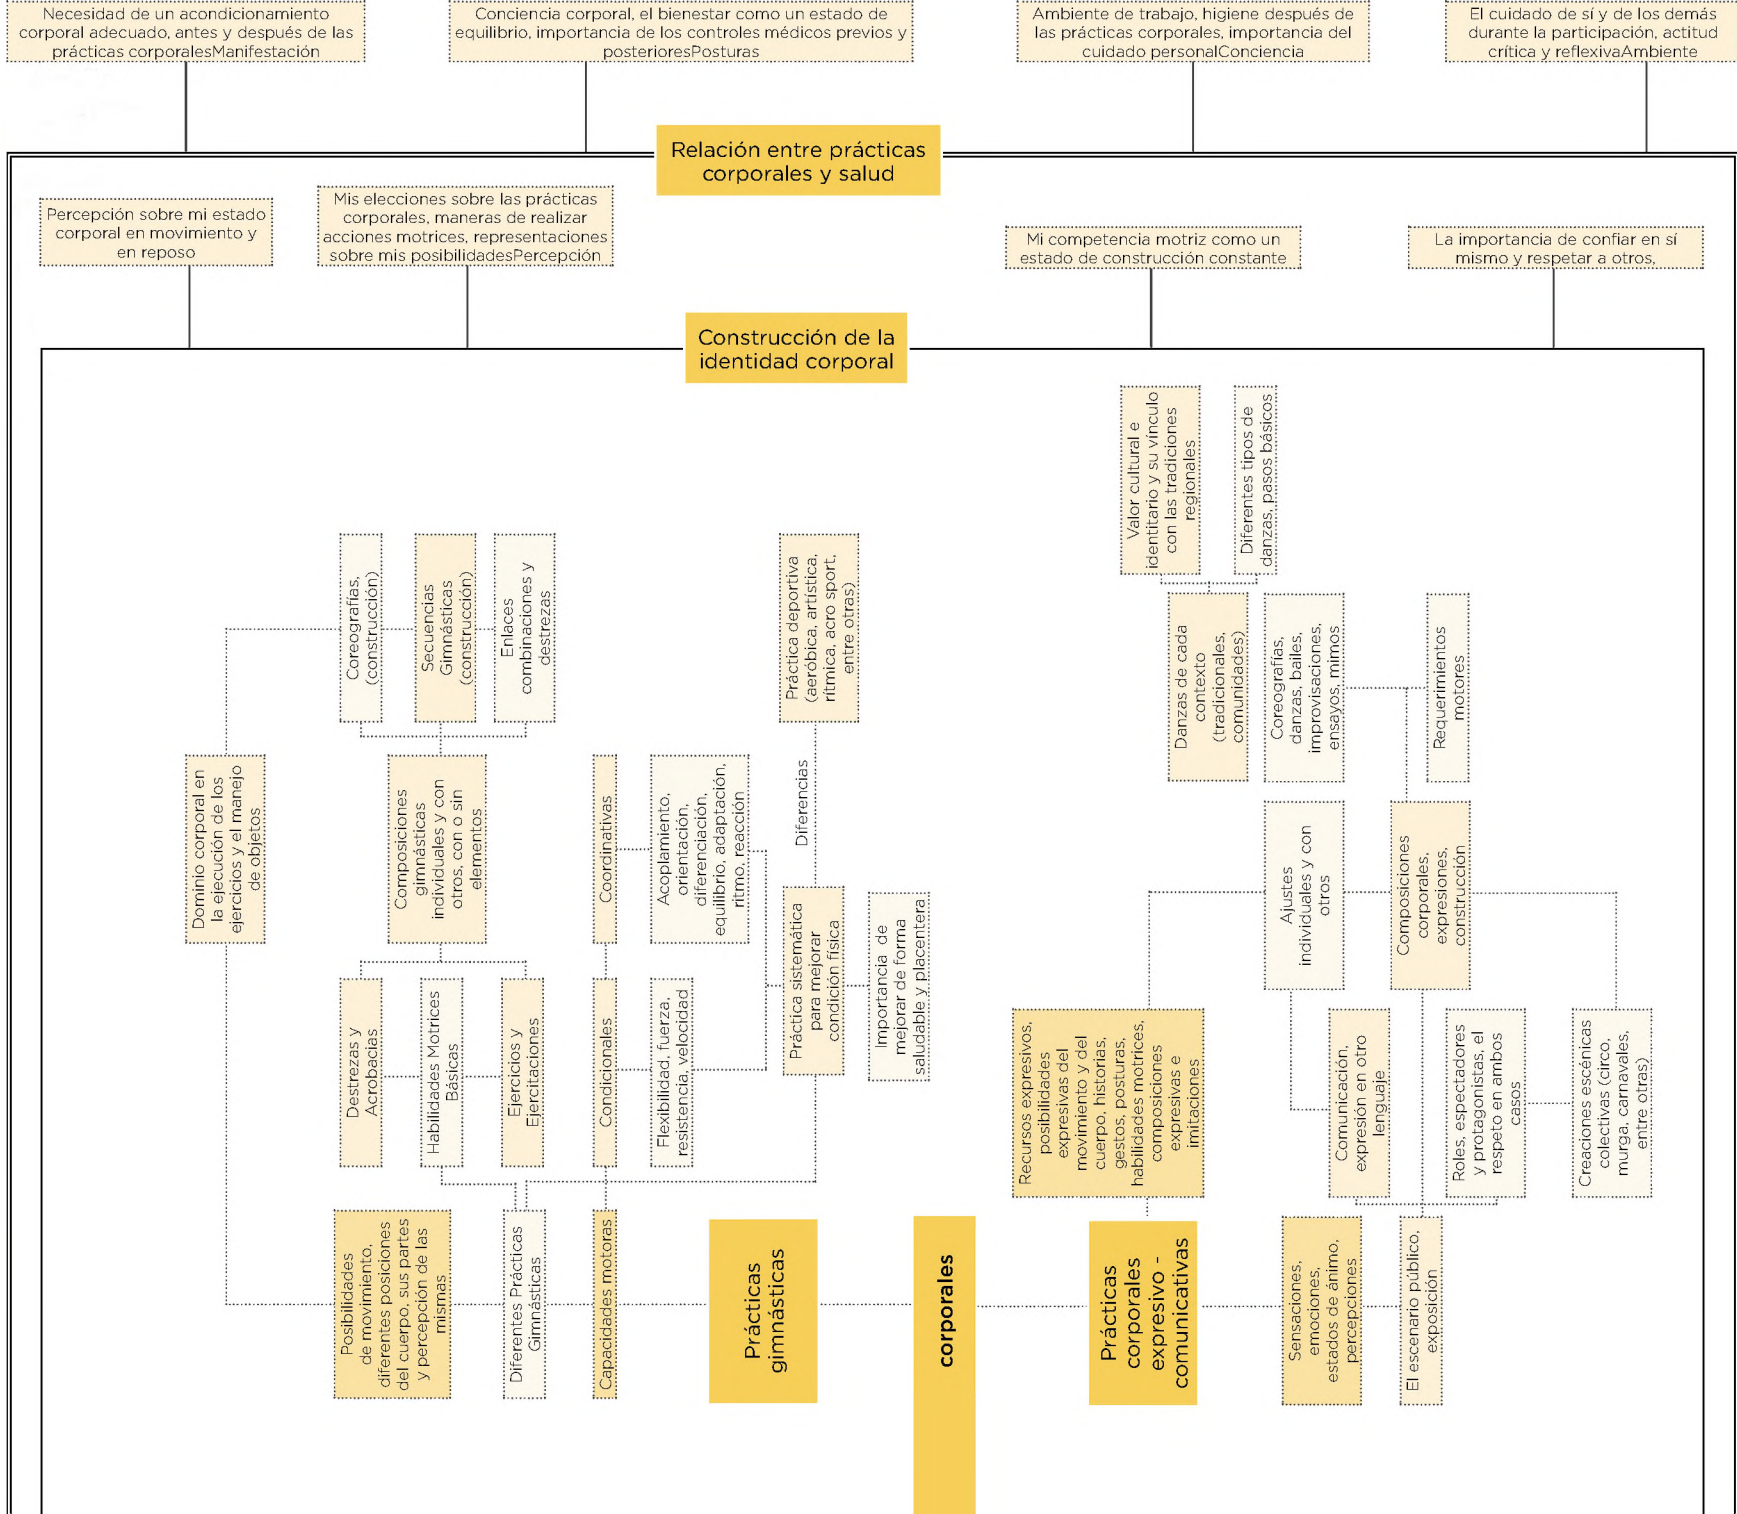 Necesidad de un acondicionamiento
corporal adecuado, antes y después de las
prácticas corporalesManifestación
Conciencia corporal, el bienestar como un estado de
equilibrio, importancia de los controles médicos previos y
posterioresPosturas
Ambiente de trabajo, higiene después de
las prácticas corporales, importancia del
cuidado personalConciencia
El cuidado de sí y de los demás
durante la participación, actitud
crítica y reflexivaAmbiente
Relación entre prácticas
corporales y salud
Percepción sobre mi estado
corporal en movimiento y
en reposo
Mis elecciones sobre las prácticas
corporales, maneras de realizar
acciones motrices, representaciones
sobre mis posibilidadesPercepción
Mi competencia motriz como un
estado de construcción constante
La importancia de confiar en sí
mismo y respetar a otros,
Construcción de la
identidad corporal
Valor cultural e
identitario y su vínculo
con las tradiciones
regionales
Diferentes tipos de
danzas, pasos básicos
Coreografías,
(construcción)
Secuencias
Gimnásticas
(construcción)
Enlaces
combinaciones y
destrezas
Práctica deportiva
(aeróbica, artística,
rítmica, acro sport,
entre otras)
Danzas de cada
contexto
(tradicionales,
comunidades)
Coreografías,
danzas, bailes,
improvisaciones,
ensayos, mimos
Requerimientos
motores
Dominio corporal en
la ejecución de los
ejercicios y el manejo
de objetos
Composiciones
gimnásticas
individuales y con
otros, con o sin
elementos
Coordinativas
Acoplamiento,
orientación,
diferenciación,
equilibrio, adaptación,
ritmo, reacción
Diferencias
Práctica sistemática
para mejorar
condición física
Importancia de
mejorar de forma
saludable y placentera
Ajustes
individuales y con
otros
Composiciones
corporales,
expresiones,
construcción
Destrezas y
Acrobacias
Habilidades Motrices
Básicas
Ejercicios y
Ejercitaciones
Condicionales
Flexibilidad, fuerza,
resistencia, velocidad
Recursos expresivos,
posibilidades
expresivas del
movimiento y del
cuerpo, historias,
gestos, posturas,
habilidades motrices,
composiciones
expresivas e
imitaciones
Comunicación,
expresión en otro
lenguaje
Roles, espectadores
y protagonistas, el
respeto en ambos
casos
Creaciones escénicas
colectivas (circo,
murga, carnavales,
entre otras)
Posibilidades
de movimiento,
diferentes posiciones
del cuerpo, sus partes
y percepción de las
mismas
Diferentes Prácticas
Gimnásticas
Capacidades motoras
Prácticas
gimnásticas
corporales
Prácticas
corporales
expresivo -
comunicativas
Sensaciones,
emociones,
estados de ánimo,
percepciones
El escenario público,
exposición